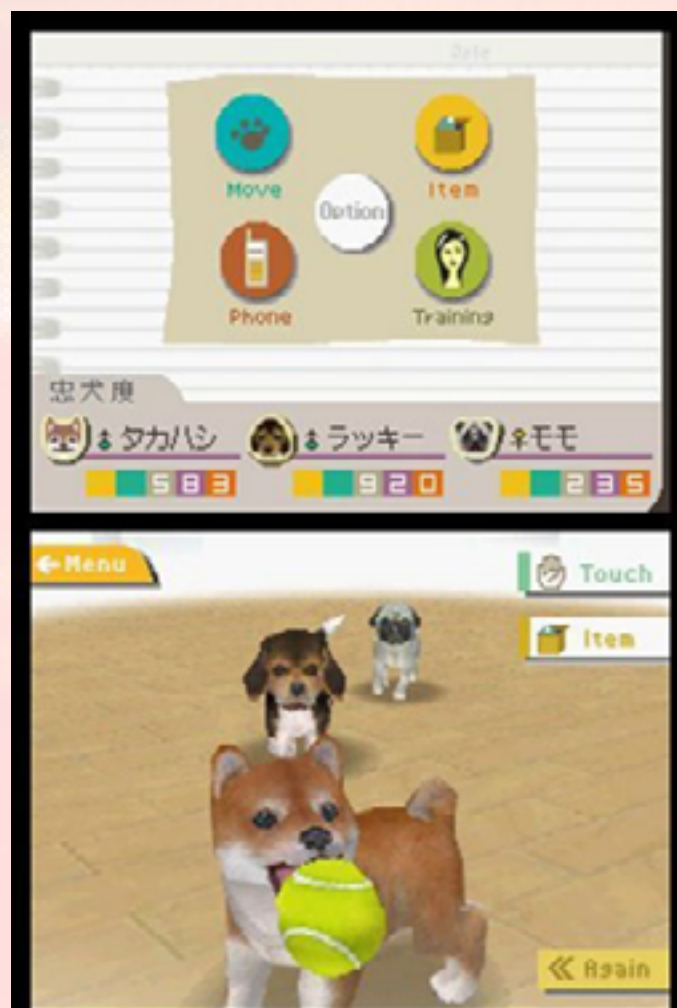 Date
Move
Item
Option
Phone
Training
忠犬度
♂タカハシ
583
♂ラッキー
920
♀モモ
235
Menu
Touch
Item
Again